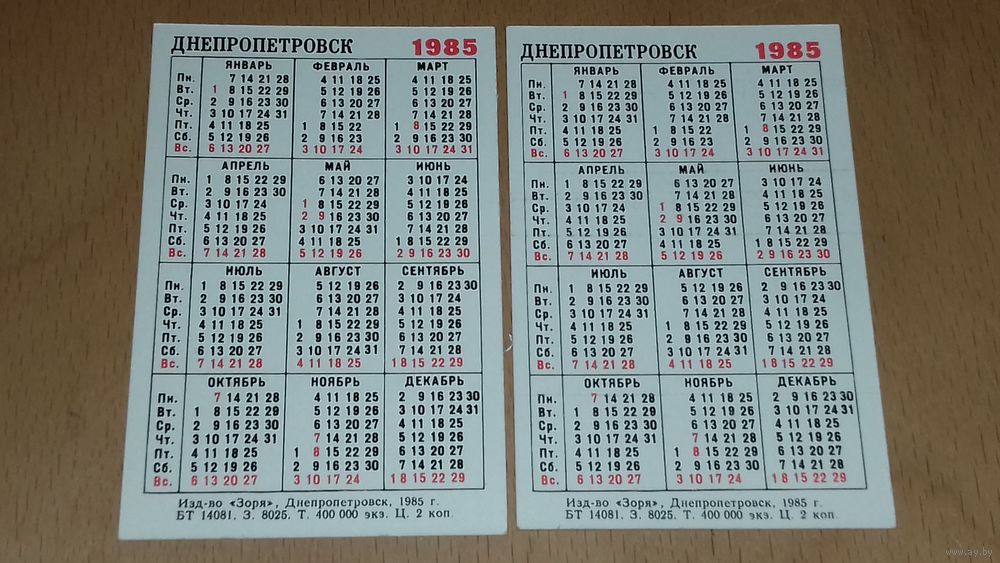 ДНЕПРОПЕТРОВСК 1985
ЯНВАРЬ ФЕВРАЛЬ МАРТ
Пн. 7 14 21 28 4 11 18 25 4 11 18 25
Вт. 1 8 15 22 29 5 12 19 26 5 12 19 26
Ср. 2 9 16 23 30 6 13 20 27 6 13 20 27
Чт. 3 10 17 24 31 7 14 21 28 7 14 21 28
Пт. 4 11 18 25 1 8 15 22 1 8 15 22 29
Сб. 5 12 19 26 2 9 16 23 2 9 16 23 30
Вс. 6 13 20 27 3 10 17 24 3 10 17 24 31
АПРЕЛЬ МАЙ ИЮНЬ
Пн. 1 8 15 22 29 6 13 20 27 3 10 17 24
Вт. 2 9 16 23 30 7 14 21 28 4 11 18 25
Ср. 3 10 17 24 1 8 15 22 29 5 12 19 26
Чт. 4 11 18 25 2 9 16 23 30 6 13 20 27
Пт. 5 12 19 26 3 10 17 24 31 7 14 21 28
Сб. 6 13 20 27 4 11 18 25 1 8 15 22 29
Вс. 7 14 21 28 5 12 19 26 2 9 16 23 30
ИЮЛЬ АВГУСТ СЕНТЯБРЬ
Пн. 1 8 15 22 29 5 12 19 26 2 9 16 23 30
Вт. 2 9 16 23 30 6 13 20 27 3 10 17 24
Ср. 3 10 17 24 31 7 14 21 28 4 11 18 25
Чт. 4 11 18 25 1 8 15 22 29 5 12 19 26
Пт. 5 12 19 26 2 9 16 23 30 6 13 20 27
Сб. 6 13 20 27 3 10 17 24 31 7 14 21 28
Вс. 7 14 21 28 4 11 18 25 1 8 15 22 29
ОКТЯБРЬ НОЯБРЬ ДЕКАБРЬ
Пн. 7 14 21 28 4 11 18 25 2 9 16 23 30
Вт. 1 8 15 22 29 5 12 19 26 3 10 17 24 31
Ср. 2 9 16 23 30 6 13 20 27 4 11 18 25
Чт. 3 10 17 24 31 7 14 21 28 5 12 19 26
Пт. 4 11 18 25 1 8 15 22 29 6 13 20 27
Сб. 5 12 19 26 2 9 16 23 30 7 14 21 28
Вс. 6 13 20 27 3 10 17 24 1 8 15 22 29
Изд-во «Зоря», Днепропетровск, 1985 г.
БТ 14081. З. 8025. Т. 400 000 экз. Ц. 2 коп.
ДНЕПРОПЕТРОВСК 1985
ЯНВАРЬ ФЕВРАЛЬ МАРТ
Пн. 7 14 21 28 4 11 18 25 4 11 18 25
Вт. 1 8 15 22 29 5 12 19 26 5 12 19 26
Ср. 2 9 16 23 30 6 13 20 27 6 13 20 27
Чт. 3 10 17 24 31 7 14 21 28 7 14 21 28
Пт. 4 11 18 25 1 8 15 22 1 8 15 22 29
Сб. 5 12 19 26 2 9 16 23 2 9 16 23 30
Вс. 6 13 20 27 3 10 17 24 3 10 17 24 31
АПРЕЛЬ МАЙ ИЮНЬ
Пн. 1 8 15 22 29 6 13 20 27 3 10 17 24
Вт. 2 9 16 23 30 7 14 21 28 4 11 18 25
Ср. 3 10 17 24 1 8 15 22 29 5 12 19 26
Чт. 4 11 18 25 2 9 16 23 30 6 13 20 27
Пт. 5 12 19 26 3 10 17 24 31 7 14 21 28
Сб. 6 13 20 27 4 11 18 25 1 8 15 22 29
Вс. 7 14 21 28 5 12 19 26 2 9 16 23 30
ИЮЛЬ АВГУСТ СЕНТЯБРЬ
Пн. 1 8 15 22 29 5 12 19 26 2 9 16 23 30
Вт. 2 9 16 23 30 6 13 20 27 3 10 17 24
Ср. 3 10 17 24 31 7 14 21 28 4 11 18 25
Чт. 4 11 18 25 1 8 15 22 29 5 12 19 26
Пт. 5 12 19 26 2 9 16 23 30 6 13 20 27
Сб. 6 13 20 27 3 10 17 24 31 7 14 21 28
Вс. 7 14 21 28 4 11 18 25 1 8 15 22 29
ОКТЯБРЬ НОЯБРЬ ДЕКАБРЬ
Пн. 7 14 21 28 4 11 18 25 2 9 16 23 30
Вт. 1 8 15 22 29 5 12 19 26 3 10 17 24 31
Ср. 2 9 16 23 30 6 13 20 27 4 11 18 25
Чт. 3 10 17 24 31 7 14 21 28 5 12 19 26
Пт. 4 11 18 25 1 8 15 22 29 6 13 20 27
Сб. 5 12 19 26 2 9 16 23 30 7 14 21 28
Вс. 6 13 20 27 3 10 17 24 1 8 15 22 29
Изд-во «Зоря», Днепропетровск, 1985 г.
БТ 14081. З. 8025. Т. 400 000 экз. Ц. 2 коп.
www.ay.by